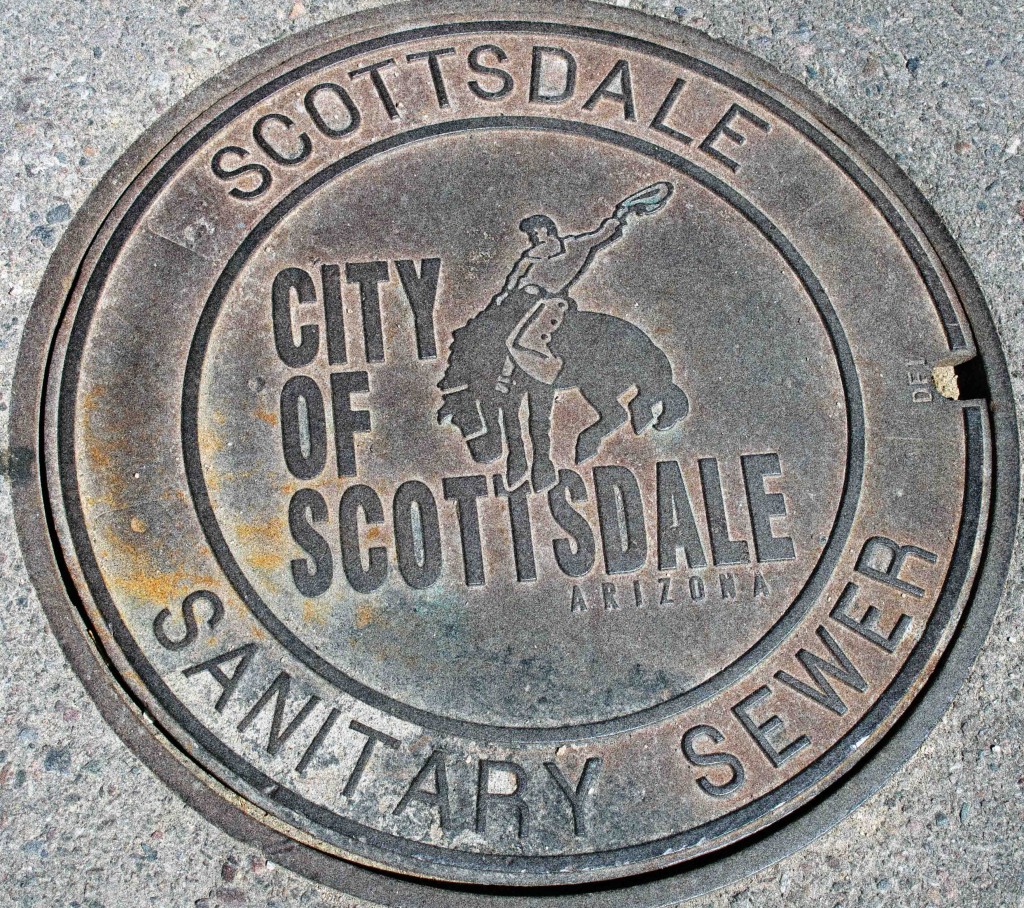 SCOTTSDALE
CITY
OF
SCOTTSDALE
ARIZONA
SANITARY SEWER